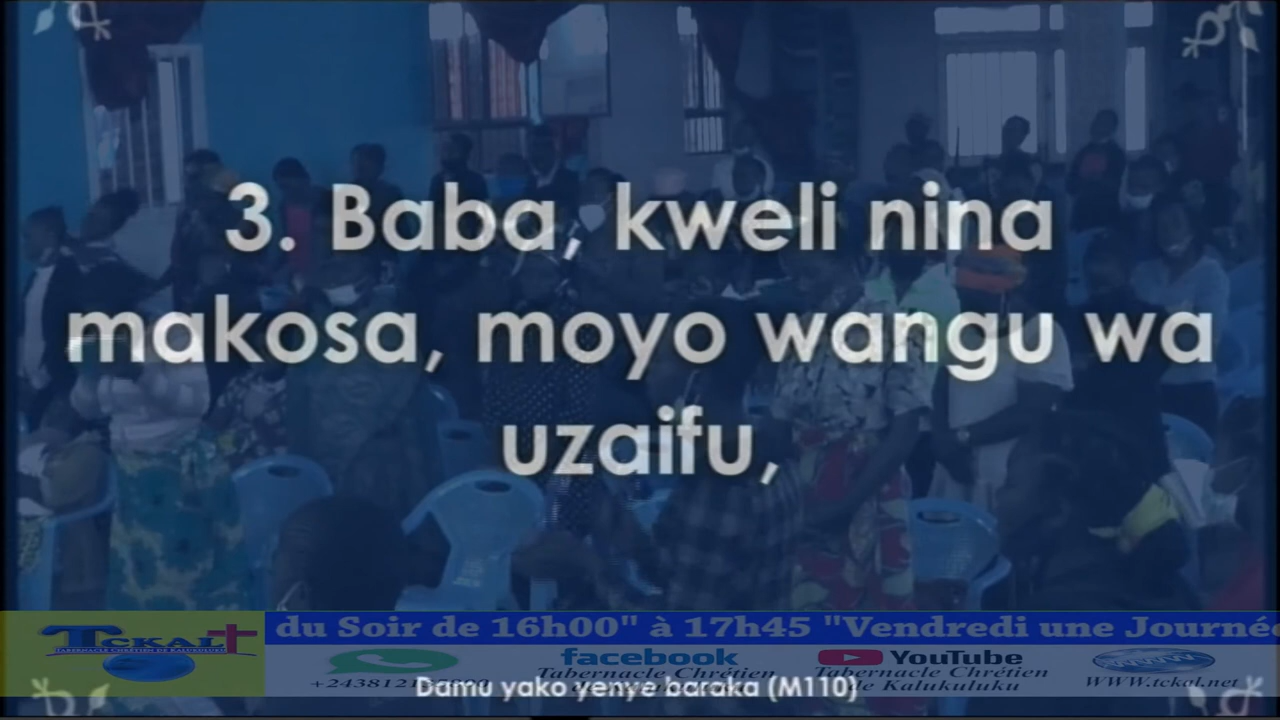 3. Baba, kweli nina
makosa, moyo wangu wa
uzaifu,
TCKAL
TABERNACLE CHRÉTIEN DE KALUKULUKU
du Soir de 16h00" à 17h45 "Vendredi une Journé
facebook
Tabernacle Chrétien
YouTube
Tabernacle Chrétien
de Kalukuluku
WWW.tckal.net
Damu yako yenye baraka (M110)